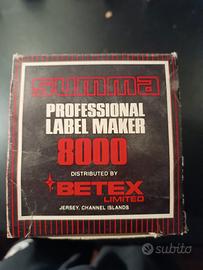 summa
PROFESSIONAL
LABEL MAKER
8000
DISTRIBUTED BY
BETEX
LIMITED
JERSEY, CHANNEL ISLANDS
subito